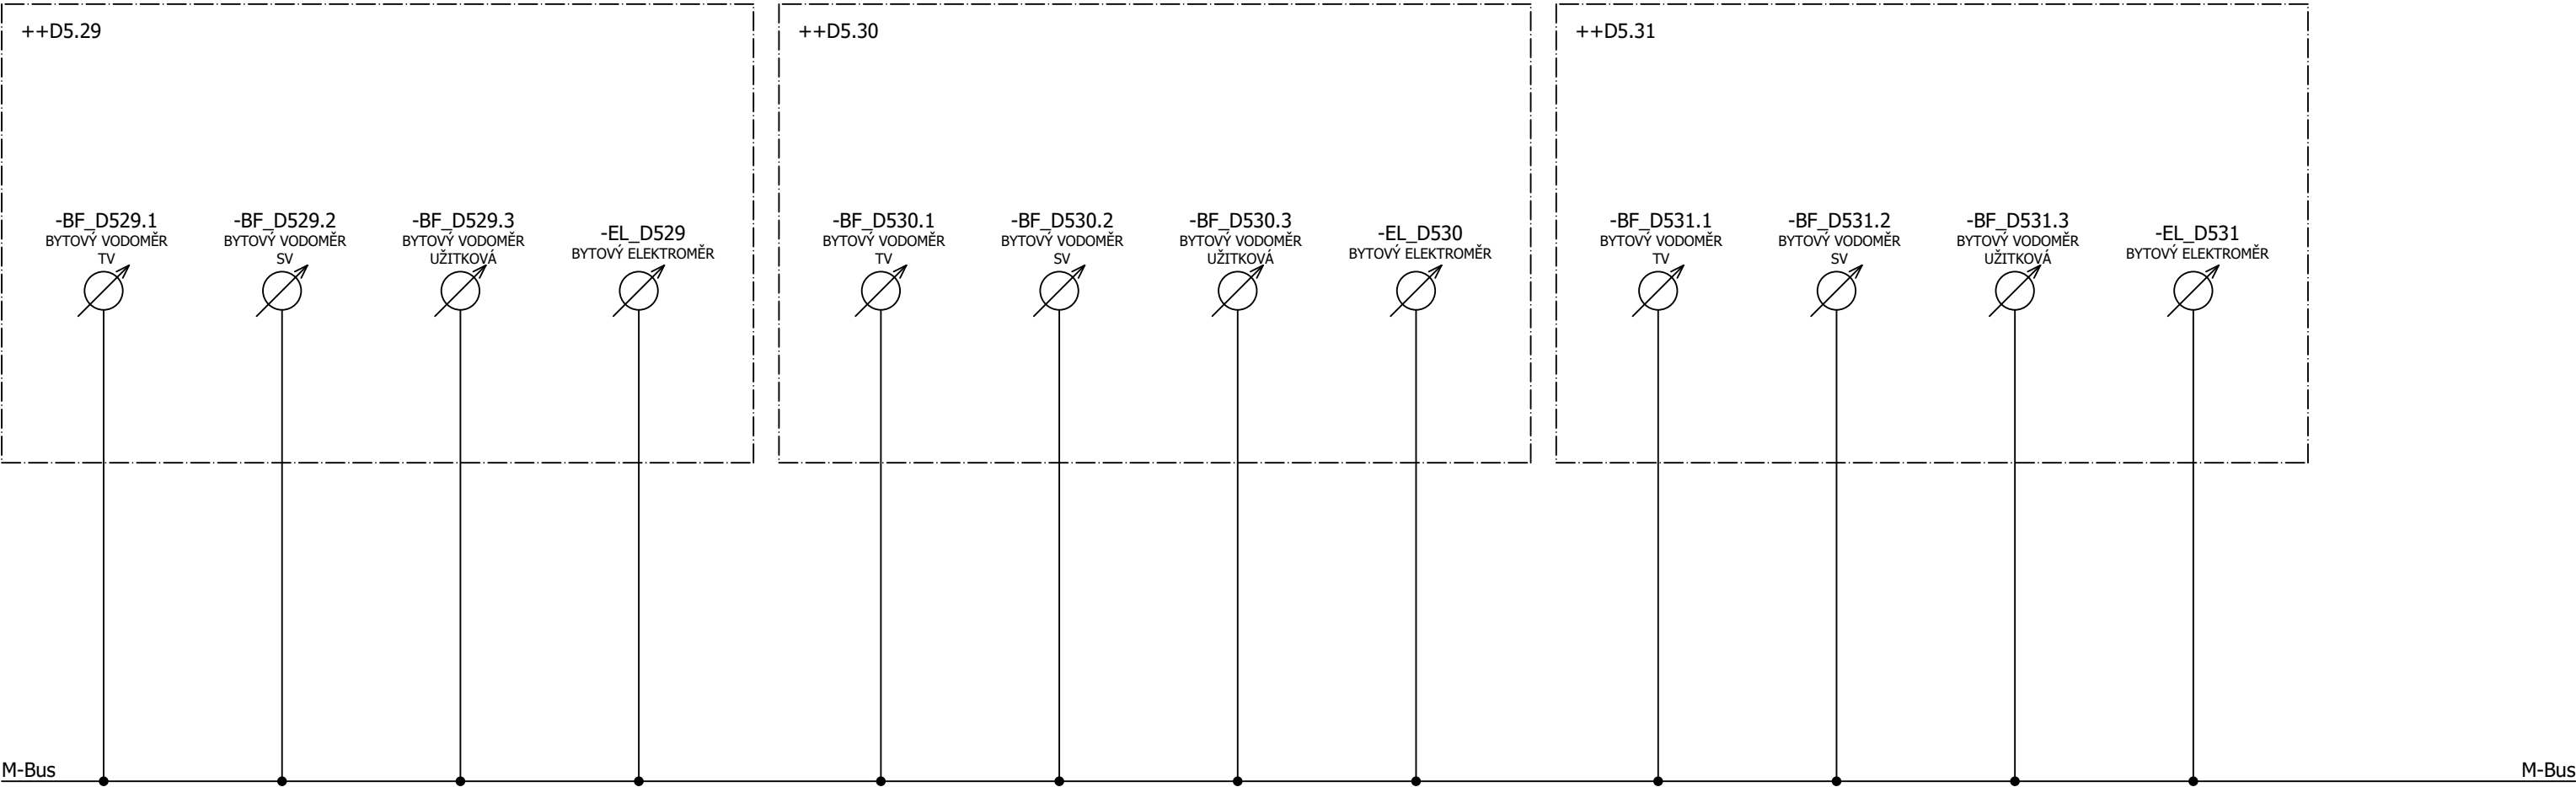 ++D5.29
++D5.30
++D5.31
-BF_D529.1
BYTOVÝ VODOMĚR
TV
-BF_D529.2
BYTOVÝ VODOMĚR
SV
-BF_D529.3
BYTOVÝ VODOMĚR
UŽITKOVÁ
-EL_D529
BYTOVÝ ELEKTROMĚR
-BF_D530.1
BYTOVÝ VODOMĚR
TV
-BF_D530.2
BYTOVÝ VODOMĚR
SV
-BF_D530.3
BYTOVÝ VODOMĚR
UŽITKOVÁ
-EL_D530
BYTOVÝ ELEKTROMĚR
-BF_D531.1
BYTOVÝ VODOMĚR
TV
-BF_D531.2
BYTOVÝ VODOMĚR
SV
-BF_D531.3
BYTOVÝ VODOMĚR
UŽITKOVÁ
-EL_D531
BYTOVÝ ELEKTROMĚR
M-Bus
M-Bus